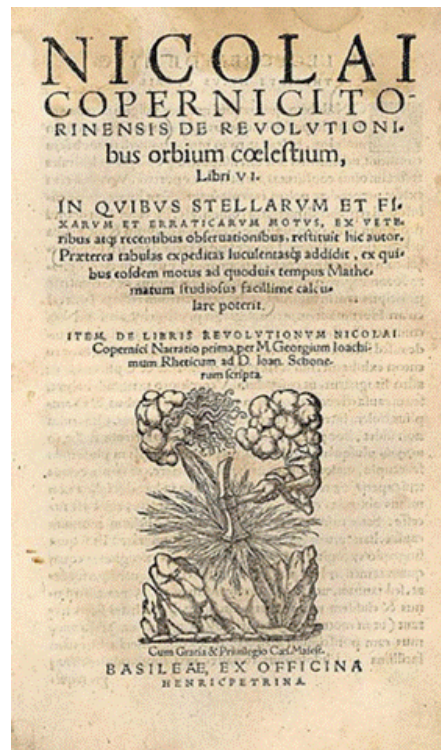 NICOLAI
COPERNICI TO-
RINENSIS DE REVOLVTIONI-
bus orbium cœlestium,
Libri VI.
IN QVIBVS STELLARVM ET FI-
XARVM ET ERRATICARVM MOTVS, EX VETE-
ribus atq; recentibus obseruationibus, restituit hic autor.
Præterea tabulas expeditas luculentasq; addidit, ex qui-
bus eosdem motus ad quoduis tempus Mathe-
matum studiosus facillime calcu-
lare poterit.
ITEM, DE LIBRIS REVOLVTIONVM NICOLAI
Copernici Narratio prima, per M. Georgium Ioachi-
mum Rheticum ad D. Ioan. Schone-
rum scripta.
Cum Gratia & Priuilegio Cæs. Maiest.
BASILEAE, EX OFFICINA
HENRICPETRINA.